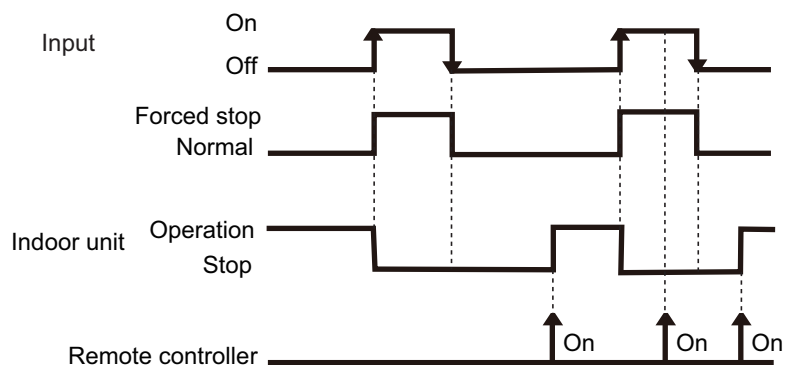 On
Input
Off
Forced stop
Normal
Operation
Indoor unit
Stop
On
On
On
Remote controller